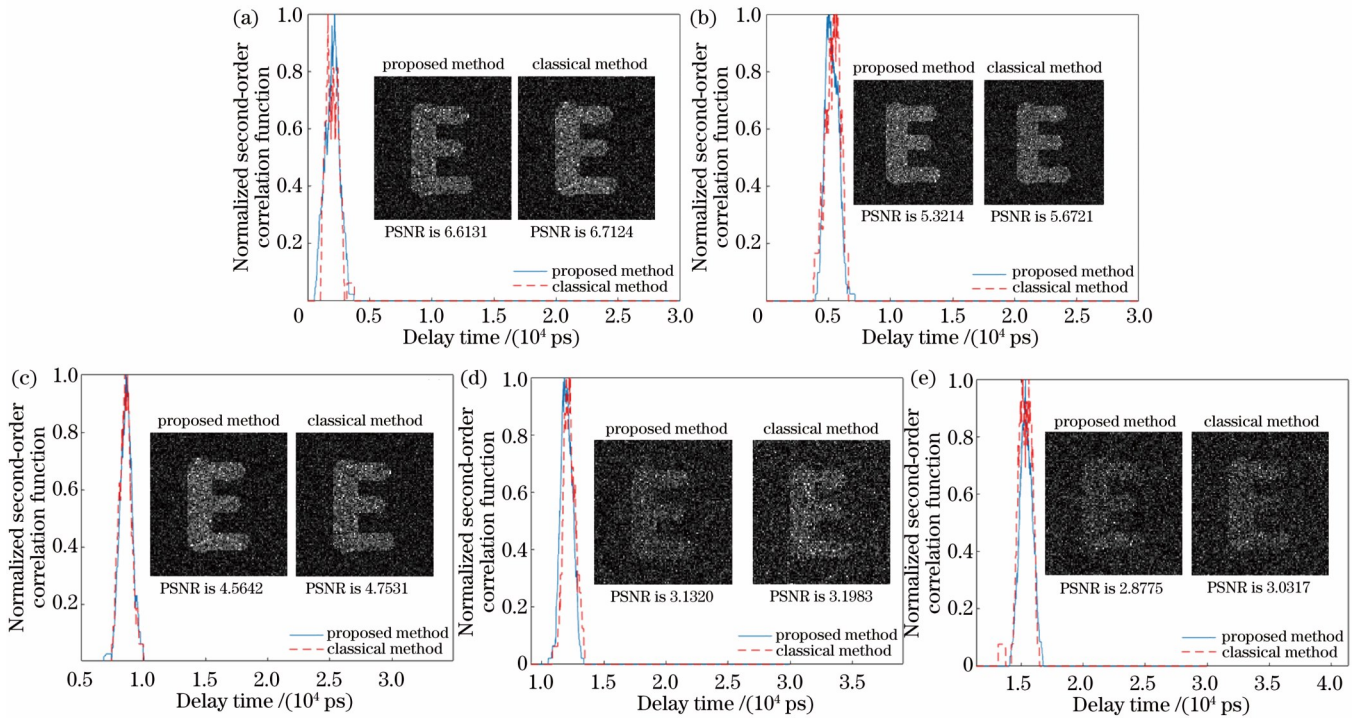 (a)
Normalized second-order
correlation function
1.0
0.8
0.6
0.4
0.2
proposed method classical method
PSNR is 6.6131 PSNR is 6.7124
proposed method
classical method
0 0.5 1.0 1.5 2.0 2.5 3.0
Delay time /(10⁴ ps)
(b)
Normalized second-order
correlation function
1.0
0.8
0.6
0.4
0.2
proposed method classical method
PSNR is 5.3214 PSNR is 5.6721
proposed method
classical method
0 0.5 1.0 1.5 2.0 2.5 3.0
Delay time /(10⁴ ps)
(c)
Normalized second-order
correlation function
1.0
0.8
0.6
0.4
0.2
proposed method classical method
E E
PSNR is 4.5642 PSNR is 4.7531
proposed method
classical method
0.5 1.0 1.5 2.0 2.5 3.0
Delay time /(10⁴ ps)
(d)
Normalized second-order
correlation function
1.0
0.8
0.6
0.4
0.2
0
proposed method classical method
E E
PSNR is 3.1320 PSNR is 3.1983
proposed method
classical method
1.0 1.5 2.0 2.5 3.0 3.5
Delay time /(10⁴ ps)
(e)
Normalized second-order
correlation function
1.0
0.8
0.6
0.4
0.2
0
proposed method classical method
E E
PSNR is 2.8775 PSNR is 3.0317
proposed method
classical method
1.5 2.0 2.5 3.0 3.5 4.0
Delay time /(10⁴ ps)